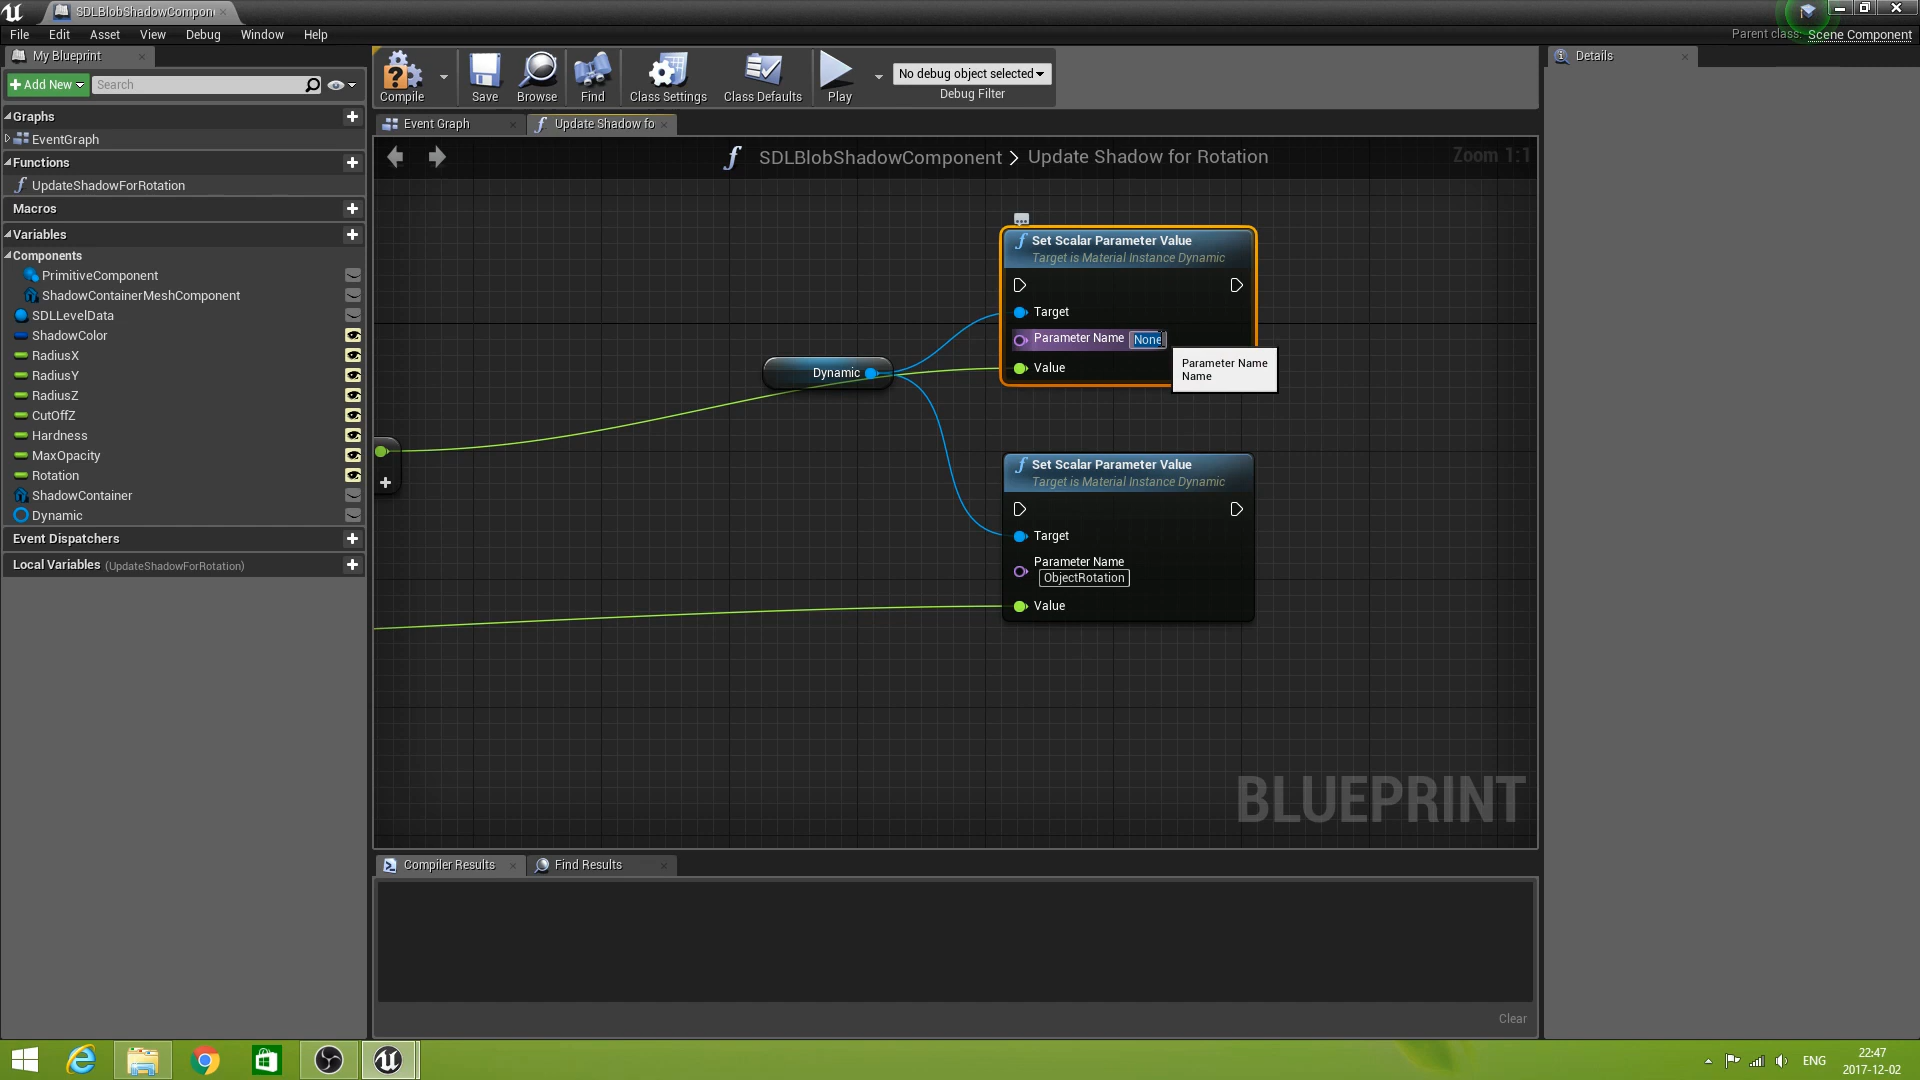 SDLBlobShadowCompon
File Edit Asset View Debug Window Help
Parent class: Scene Component
My Blueprint
Add New
Search
Graphs
EventGraph
Functions
UpdateShadowForRotation
Macros
Variables
Components
PrimitiveComponent
ShadowContainerMeshComponent
SDLLevelData
ShadowColor
RadiusX
RadiusY
RadiusZ
CutOffZ
Hardness
MaxOpacity
Rotation
ShadowContainer
Dynamic
Event Dispatchers
Local Variables (UpdateShadowForRotation)
Compile
Save
Browse
Find
Class Settings
Class Defaults
Play
No debug object selected
Debug Filter
Event Graph
Update Shadow fo
SDLBlobShadowComponent > Update Shadow for Rotation
Zoom 1:1
Set Scalar Parameter Value
Target is Material Instance Dynamic
Target
Parameter Name None
Value
Parameter Name
Name
Dynamic
Set Scalar Parameter Value
Target is Material Instance Dynamic
Target
Parameter Name
ObjectRotation
Value
BLUEPRINT
Compiler Results
Find Results
Clear
Details
ENG
22:47
2017-12-02